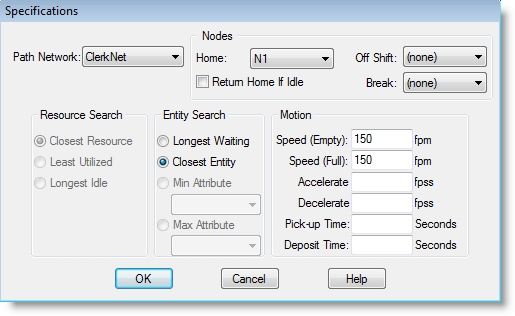 Specifications
Nodes
Path Network: ClerkNet
Home: N1
Off Shift: (none)
Return Home If Idle
Break: (none)
Resource Search
Closest Resource
Least Utilized
Longest Idle
Entity Search
Longest Waiting
Closest Entity
Min Attribute
Max Attribute
Motion
Speed (Empty): 150 fpm
Speed (Full): 150 fpm
Accelerate fpss
Decelerate fpss
Pick-up Time: Seconds
Deposit Time: Seconds
OK
Cancel
Help